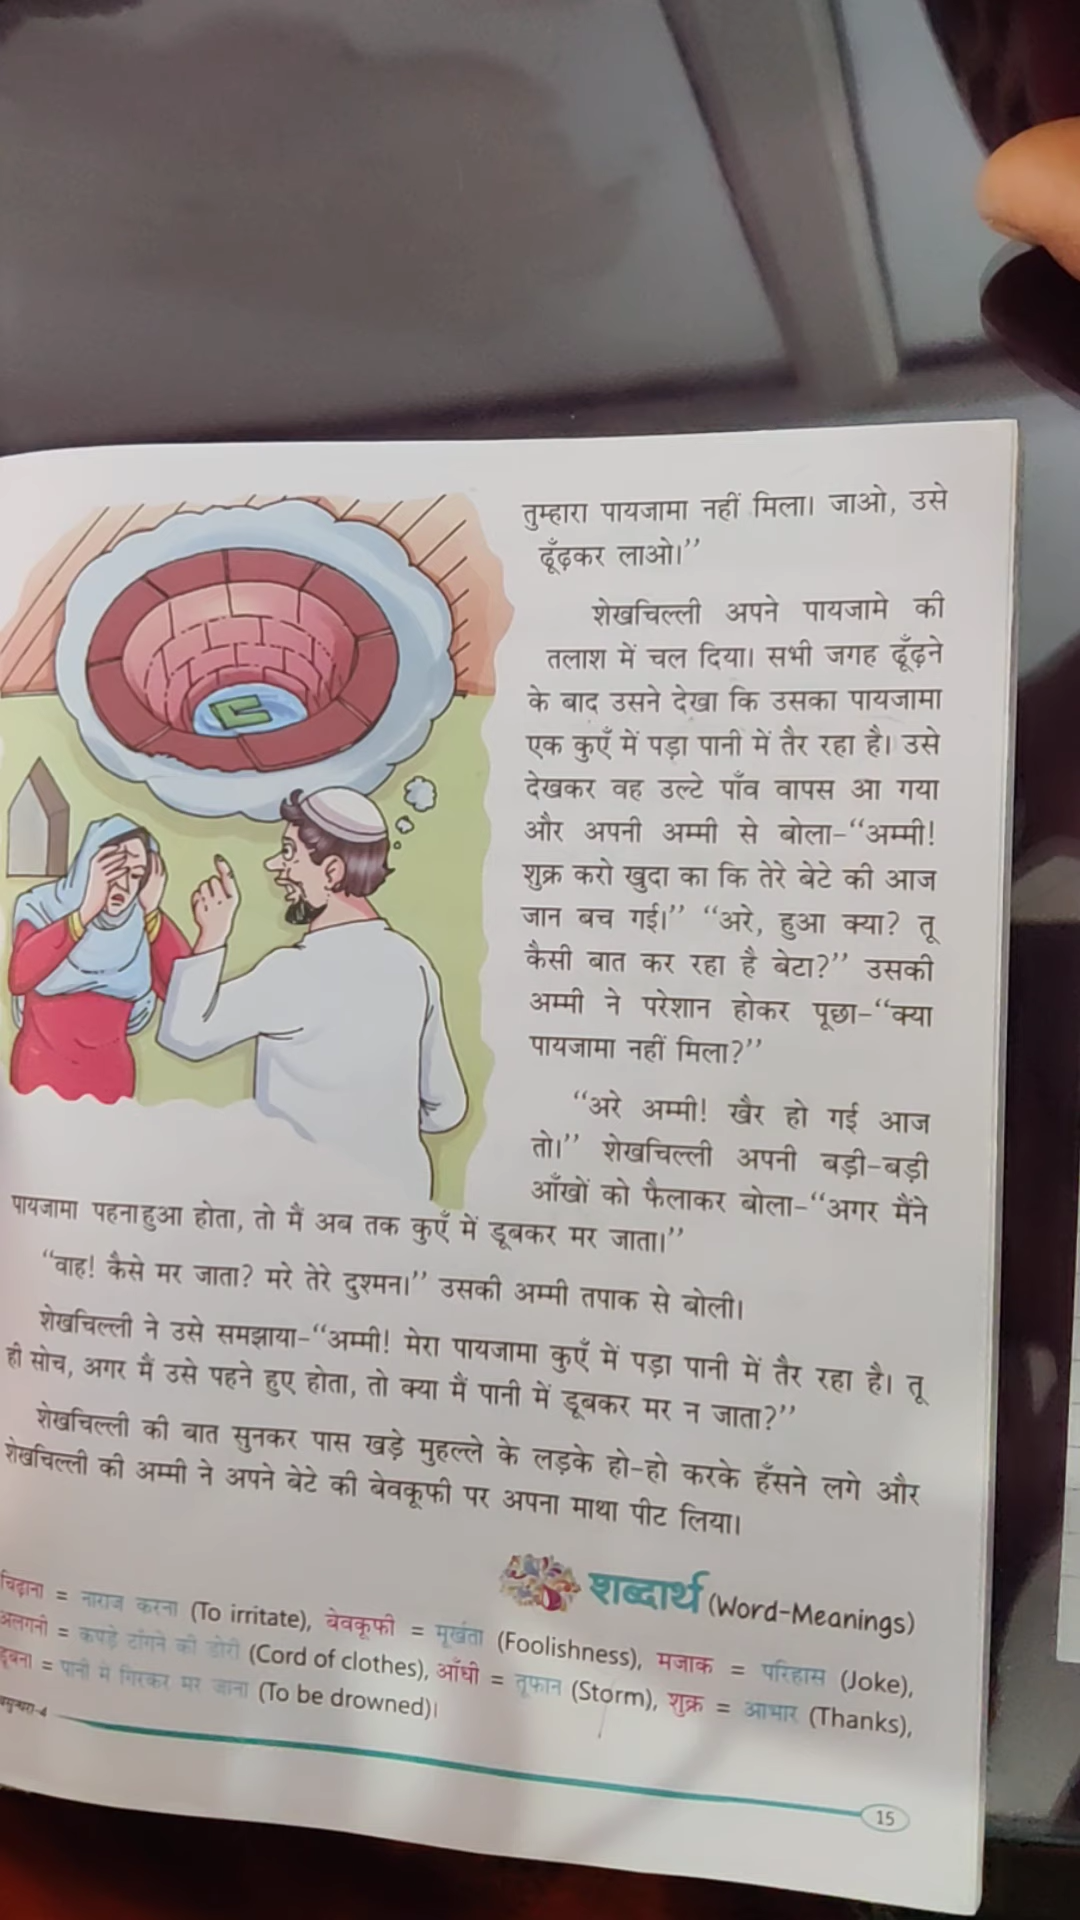 तुम्हारा पायजामा नहीं मिला। जाओ, उसे
ढूँढ़कर लाओ।”
शेखचिल्ली अपने पायजामे की
तलाश में चल दिया। सभी जगह ढूँढ़ने
के बाद उसने देखा कि उसका पायजामा
एक कुएँ में पड़ा पानी में तैर रहा है। उसे
देखकर वह उल्टे पाँव वापस आ गया
और अपनी अम्मी से बोला-“अम्मी!
शुक्र करो खुदा का कि तेरे बेटे की आज
जान बच गई।” “अरे, हुआ क्या? तू
कैसी बात कर रहा है बेटा?” उसकी
अम्मी ने परेशान होकर पूछा-“क्या
पायजामा नहीं मिला?”
“अरे अम्मी! खैर हो गई आज
तो।” शेखचिल्ली अपनी बड़ी-बड़ी
आँखों को फैलाकर बोला-“अगर मैंने
पायजामा पहना हुआ होता, तो मैं अब तक कुएँ में डूबकर मर जाता।”
“वाह! कैसे मर जाता? मरे तेरे दुश्मन।” उसकी अम्मी तपाक से बोली।
शेखचिल्ली ने उसे समझाया-“अम्मी! मेरा पायजामा कुएँ में पड़ा पानी में तैर रहा है। तू
ही सोच, अगर मैं उसे पहने हुए होता, तो क्या मैं पानी में डूबकर मर न जाता?”
शेखचिल्ली की बात सुनकर पास खड़े मुहल्ले के लड़के हो-हो करके हँसने लगे और
शेखचिल्ली की अम्मी ने अपने बेटे की बेवकूफी पर अपना माथा पीट लिया।
शब्दार्थ (Word-Meanings)
चिढ़ाना = नाराज करना (To irritate), बेवकूफी = मूर्खता (Foolishness), मजाक = परिहास (Joke),
अलगनी = कपड़े टाँगने की डोरी (Cord of clothes), आँधी = तूफान (Storm), शुक्र = आभार (Thanks),
डूबना = पानी में गिरकर मर जाना (To be drowned)।
15